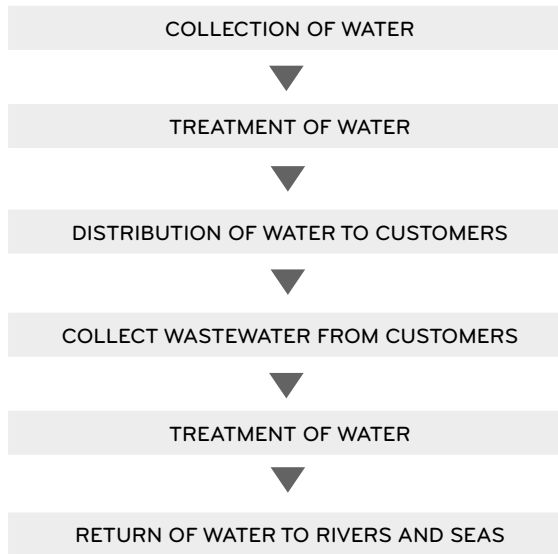 COLLECTION OF WATER
TREATMENT OF WATER
DISTRIBUTION OF WATER TO CUSTOMERS
COLLECT WASTEWATER FROM CUSTOMERS
TREATMENT OF WATER
RETURN OF WATER TO RIVERS AND SEAS